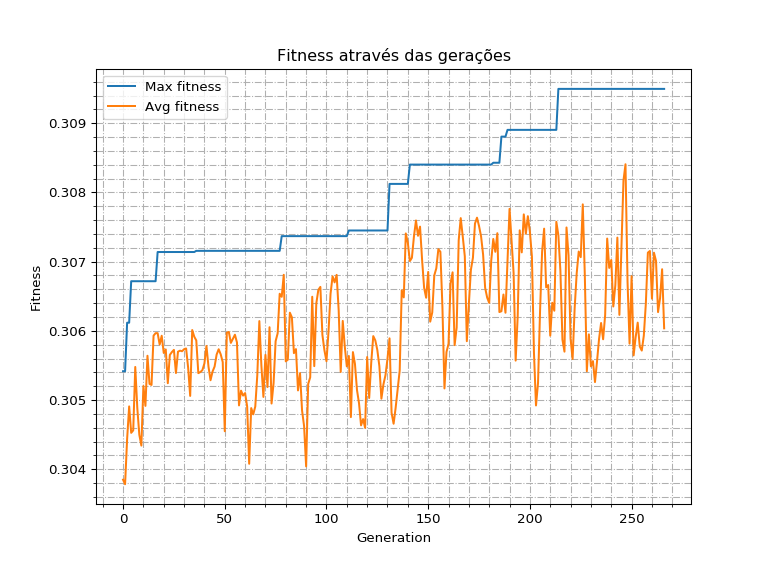 Fitness através das gerações
Max fitness
Avg fitness
0.309
0.308
0.307
0.306
0.305
0.304
Fitness
0 50 100 150 200 250
Generation